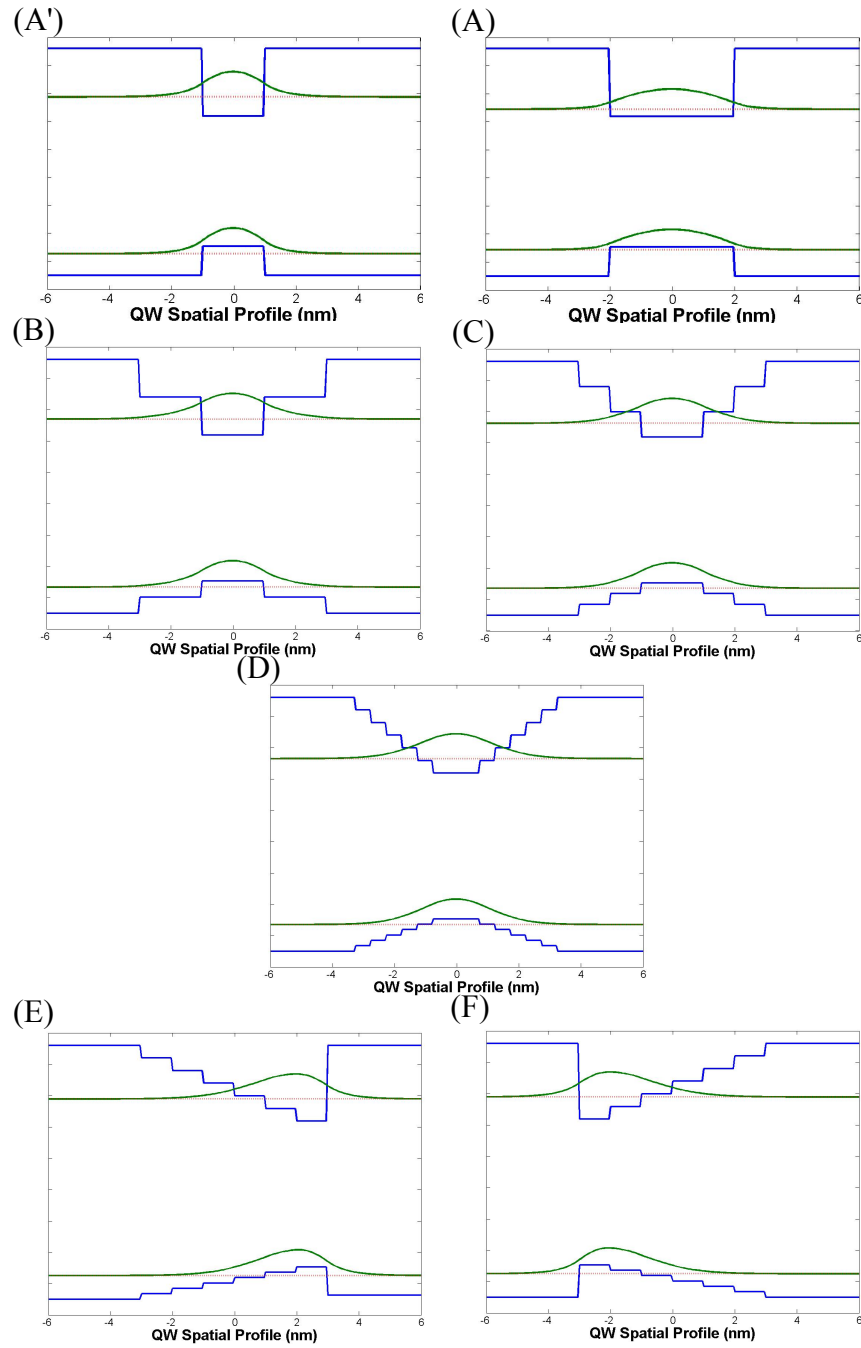 (A') (A)
-6 -4 -2 0 2 4 6 -6 -4 -2 0 2 4 6
QW Spatial Profile (nm) QW Spatial Profile (nm)
(B) (C)
-6 -4 -2 0 2 4 6 -6 -4 -2 0 2 4 6
QW Spatial Profile (nm) QW Spatial Profile (nm)
(D)
-6 -4 -2 0 2 4 6
QW Spatial Profile (nm)
(E) (F)
-6 -4 -2 0 2 4 6 -6 -4 -2 0 2 4 6
QW Spatial Profile (nm) QW Spatial Profile (nm)